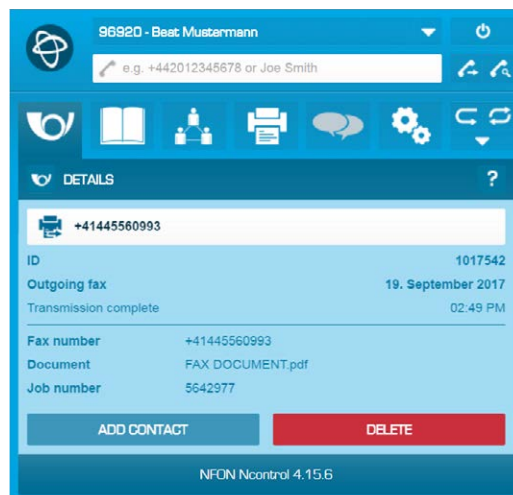 96920 - Beat Mustermann
e.g. +442012345678 or Joe Smith
DETAILS ?
+41445560993
ID 1017542
Outgoing fax 19. September 2017
Transmission complete 02:49 PM
Fax number +41445560993
Document FAX DOCUMENT.pdf
Job number 5642977
ADD CONTACT DELETE
NFON Ncontrol 4.15.6